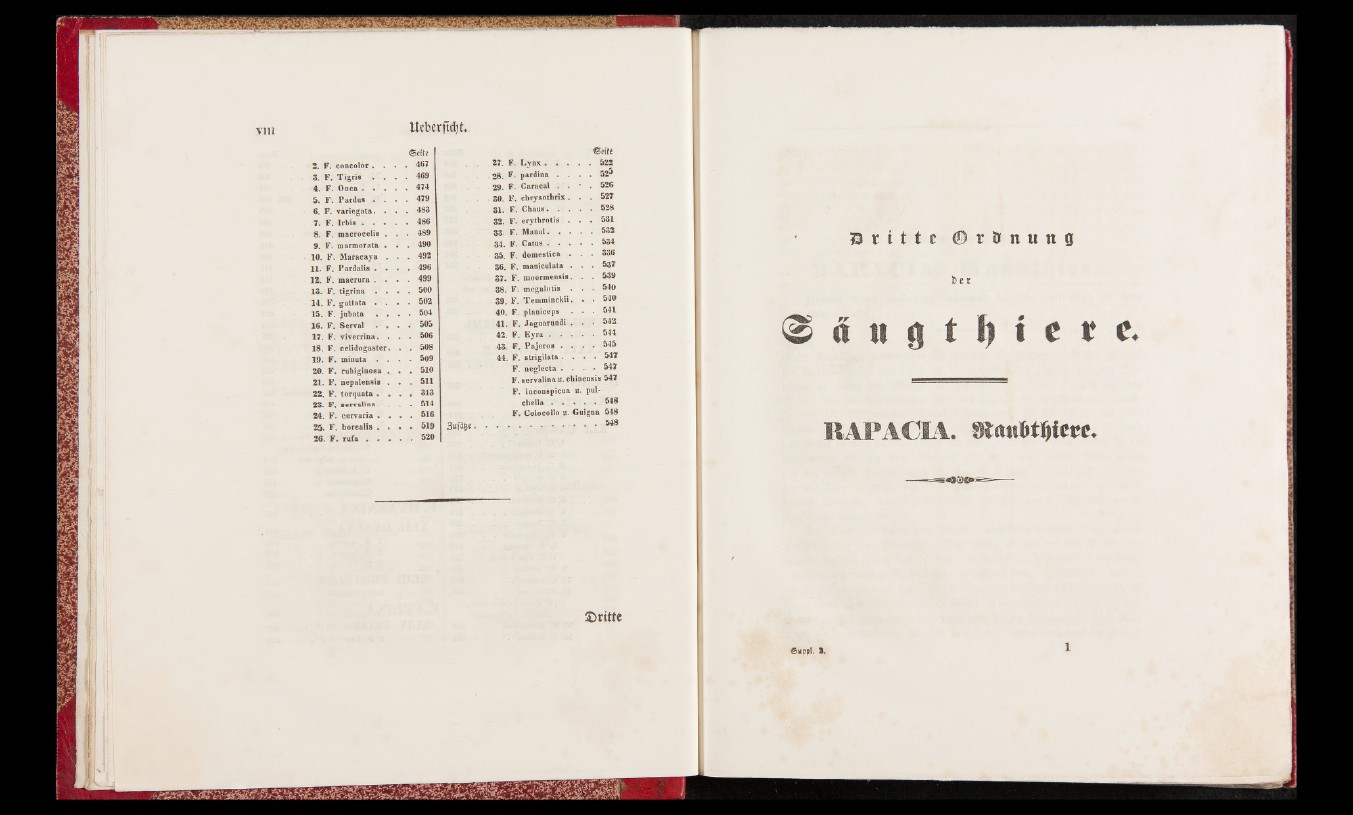 VIII Uebersicht.
Seite
2. F. concolor . . . . 467
3. F. Tigris . . . . 469
4. F. Onca . . . . . 474
5. F. Pardus . . . . 479
6. F. variegata . . . . 483
7. F. Irbis . . . . . 486
8. F. macrocelis . . . 489
9. F. marmorata . . . 490
10. F. Maracaya . . . 492
11. F. Pardalis . . . . 496
12. F. macrura . . . . 499
13. F. tigrina . . . . 500
14. F. guttata . . . . 502
15. F. jubata . . . . 504
16. F. Serval . . . . 505
17. F. viverrina . . . . 506
18. F. celidogaster. . . 508
19. F. minuta . . . . 509
20. F. rubiginosa . . . 510
21. F. nepalensis . . . 511
22. F. torquata . . . . 313
23. F. servalina . . . 514
24. F. cervaria . . . . 516
25. F. borealis . . . . 519
26. F. rufa . . . . . 520
Seite
27. F. Lynx . . . . . 522
28. F. pardina . . . . 525
29. F. Caracal . . . . 526
30. F. chrysothrix . . . 527
31. F. Chaus . . . . . 528
32. F. erythrotis . . . 531
33. F. Manul . . . . . 532
34. F. Catus . . . . . 534
35. F. domestica . . . 336
36. F. maniculata . . . 537
37. F. moormensis . . . 539
38. F. megalotis . . . 540
39. F. Temminckii . . . 540
40. F. planiceps . . . 541
41. F. Jaguarundi . . . 542
42. F. Eyra . . . . . 544
43. F. Pajeros . . . . 545
44. F. strigilata . . . . 547
F. neglecta . . . . 547
F. servalina u. chinensis 547
F. inconspicua u. pul-
chella . . . . . 548
F. Colocollo u. Guigna 548
Zusätze . . . . . . . . . . . 548
Dritte
Dritte Ordnung
der
Säugthiere.
RAPACIA. Raubthiere.
Suppl. 2. 1